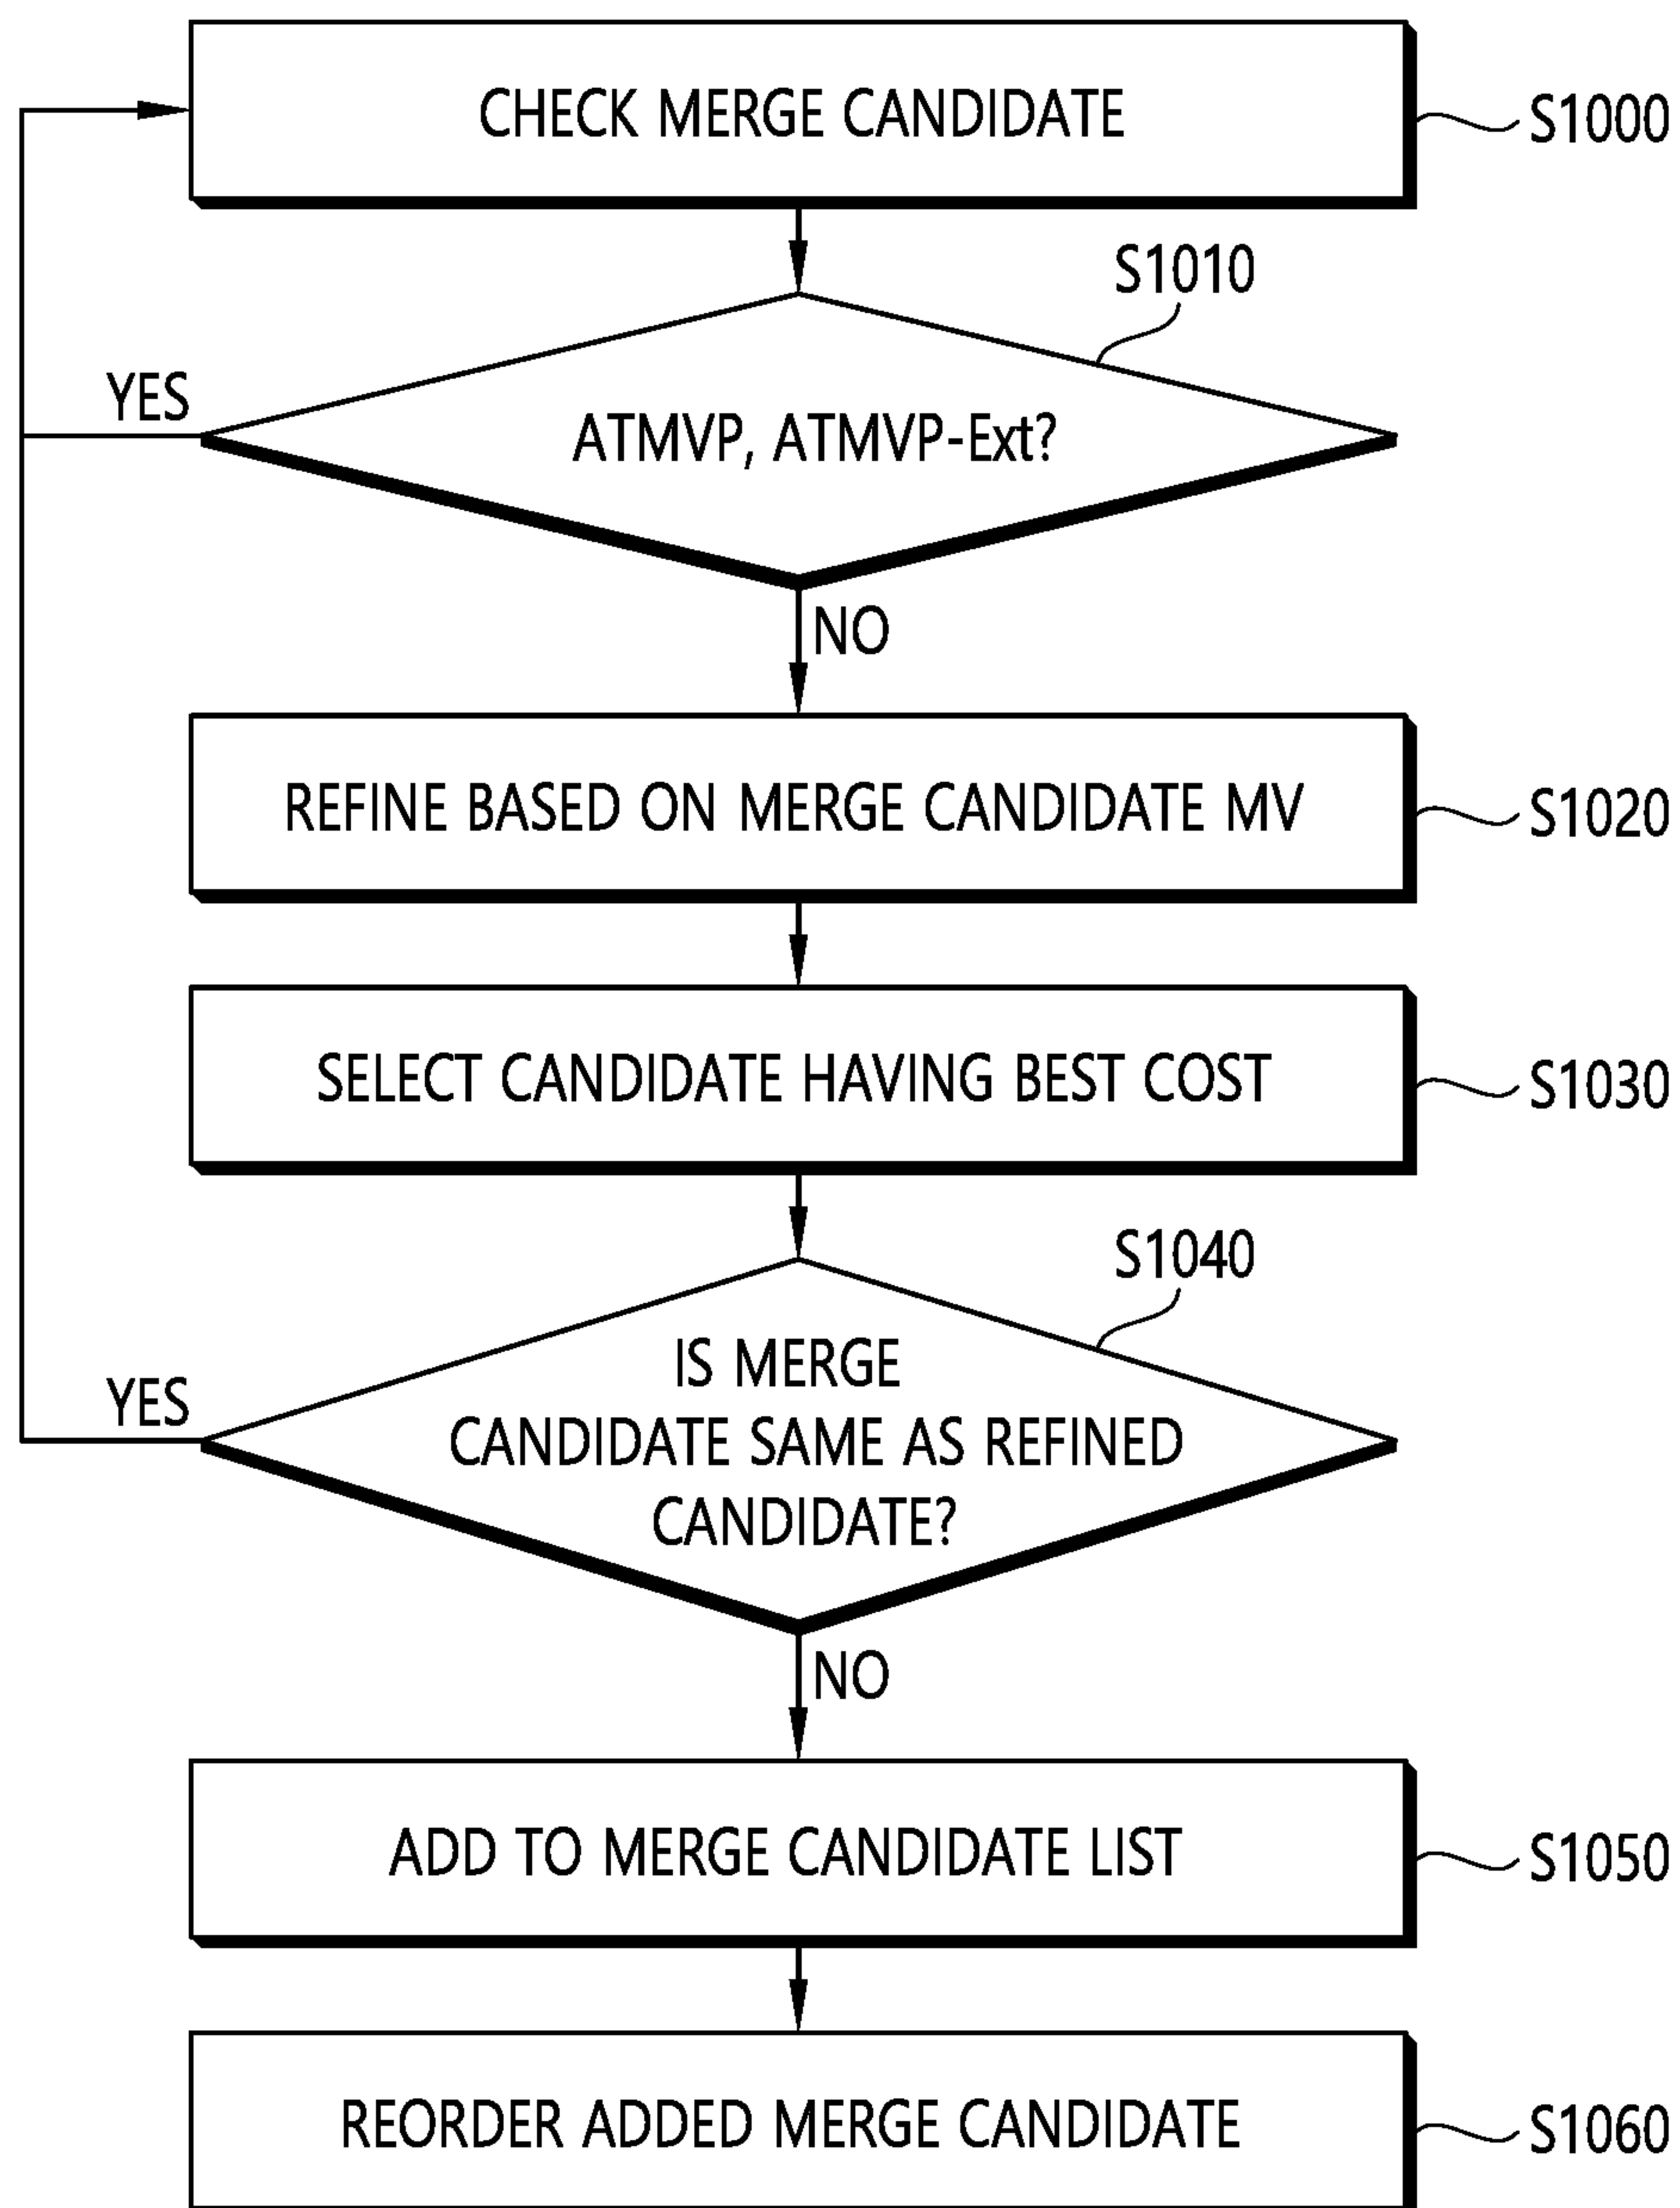 CHECK MERGE CANDIDATE
S1000
S1010
YES
ATMVP, ATMVP-Ext?
NO
REFINE BASED ON MERGE CANDIDATE MV
S1020
SELECT CANDIDATE HAVING BEST COST
S1030
S1040
IS MERGE
YES
CANDIDATE SAME AS REFINED
CANDIDATE?
NO
ADD TO MERGE CANDIDATE LIST
S1050
REORDER ADDED MERGE CANDIDATE
S1060